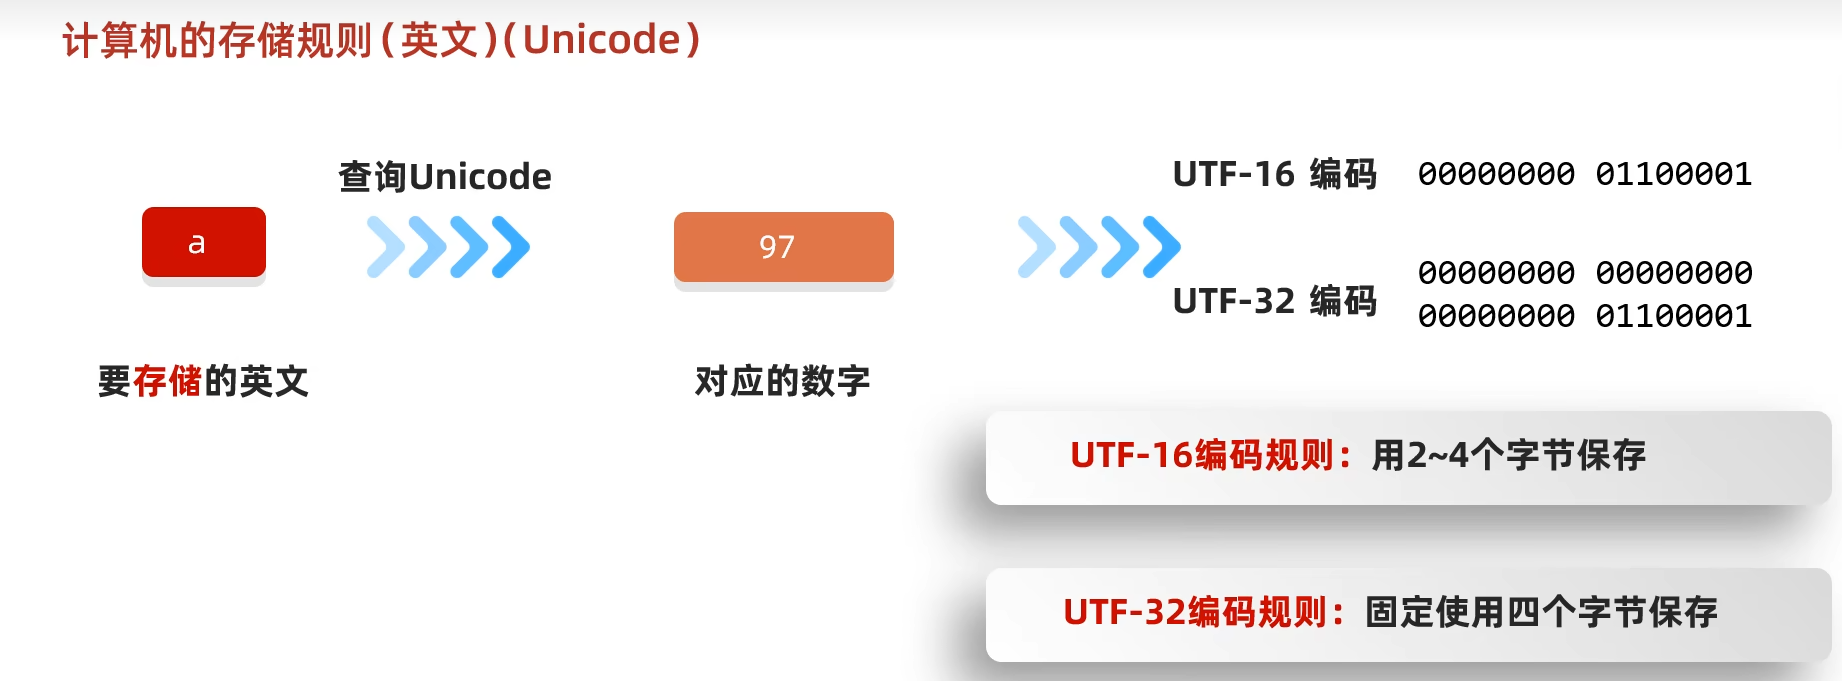 计算机的存储规则(英文)(Unicode)
查询Unicode
a
97
要存储的英文
对应的数字
UTF-16 编码 00000000 01100001
UTF-32 编码 00000000 00000000
00000000 01100001
UTF-16编码规则：用2~4个字节保存
UTF-32编码规则：固定使用四个字节保存